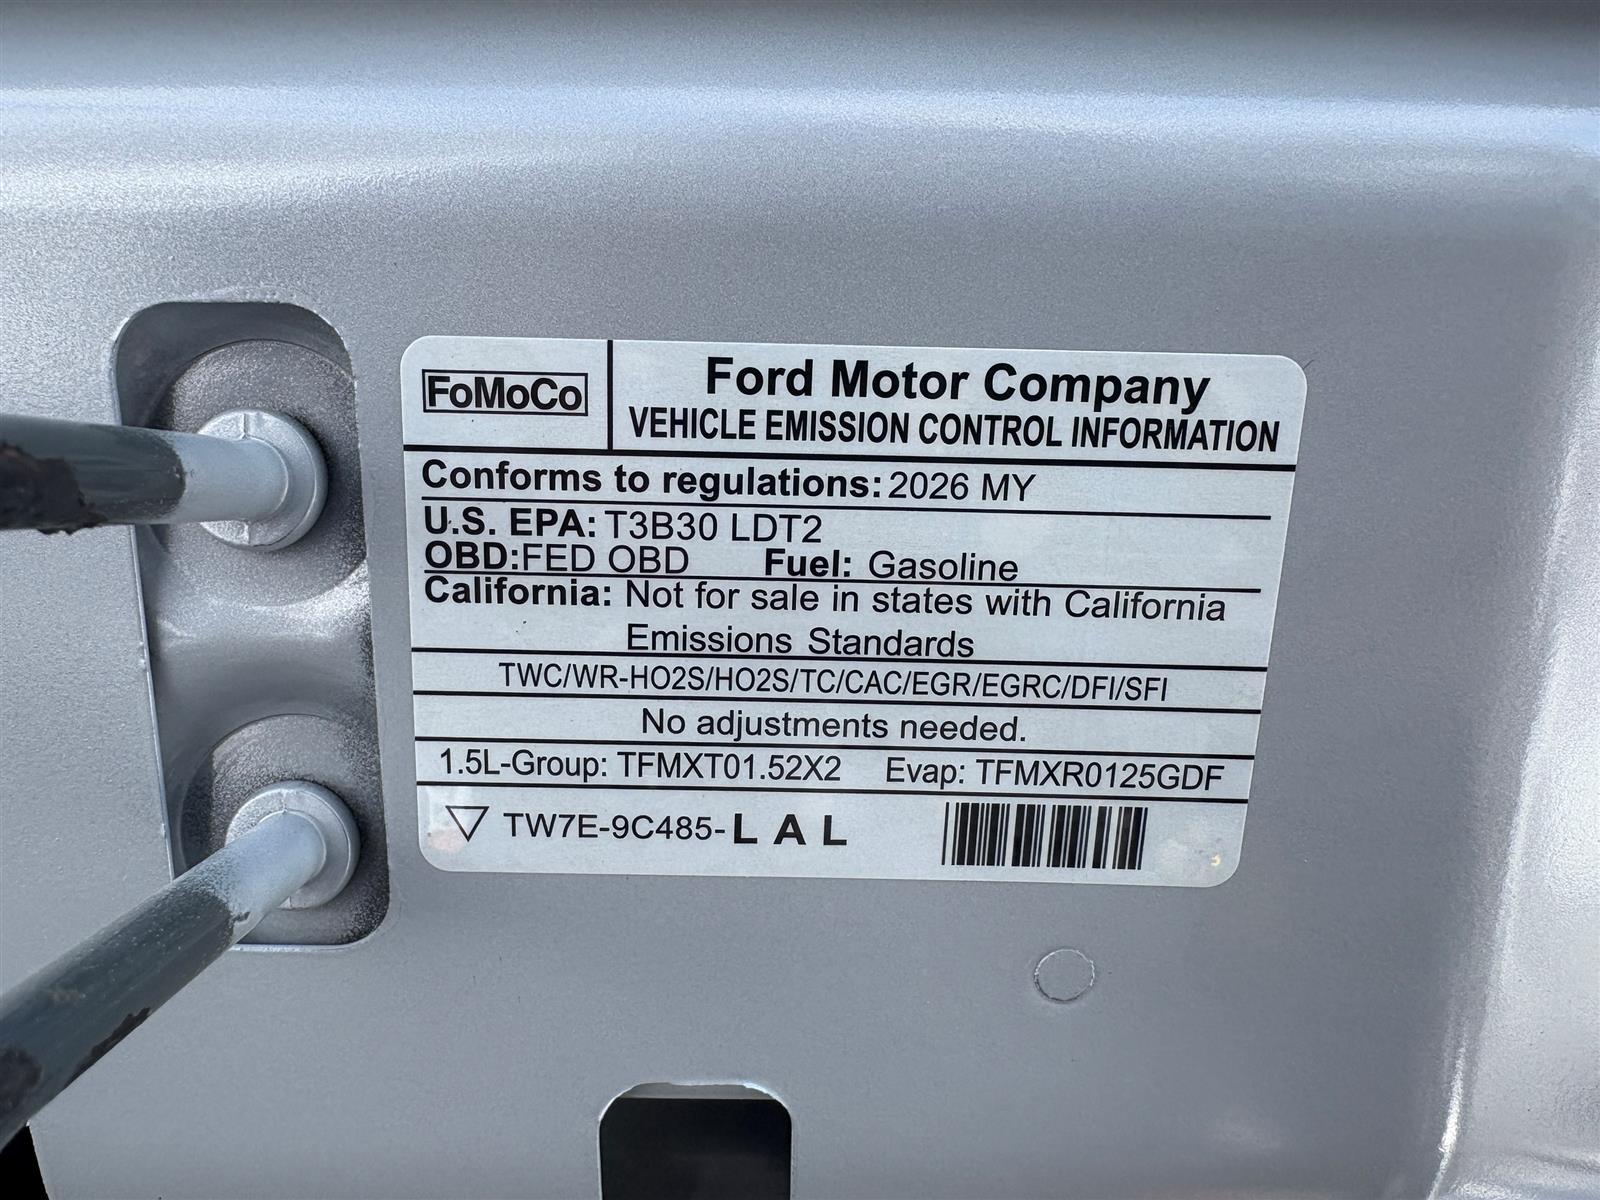 FoMoCo
Ford Motor Company
VEHICLE EMISSION CONTROL INFORMATION
Conforms to regulations: 2026 MY
U.S. EPA: T3B30 LDT2
OBD:FED OBD Fuel: Gasoline
California: Not for sale in states with California
Emissions Standards
TWC/WR-HO2S/HO2S/TC/CAC/EGR/EGRC/DFI/SFI
No adjustments needed.
1.5L-Group: TFMXT01.52X2 Evap: TFMXR0125GDF
TW7E-9C485-LAL